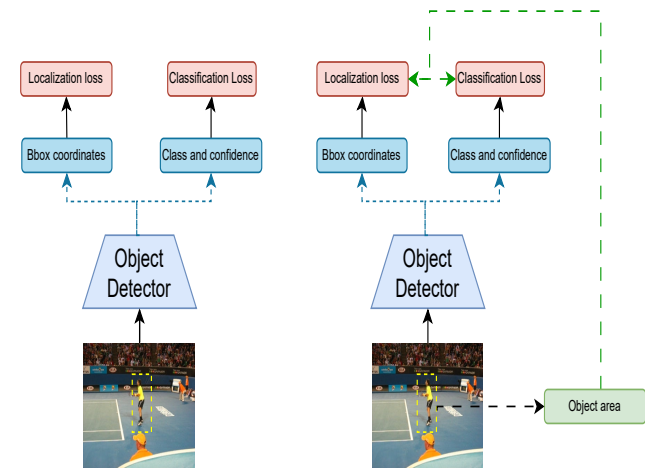 Localization loss
Classification Loss
Localization loss
Classification Loss
Bbox coordinates
Class and confidence
Bbox coordinates
Class and confidence
Object
Detector
Object
Detector
Object area